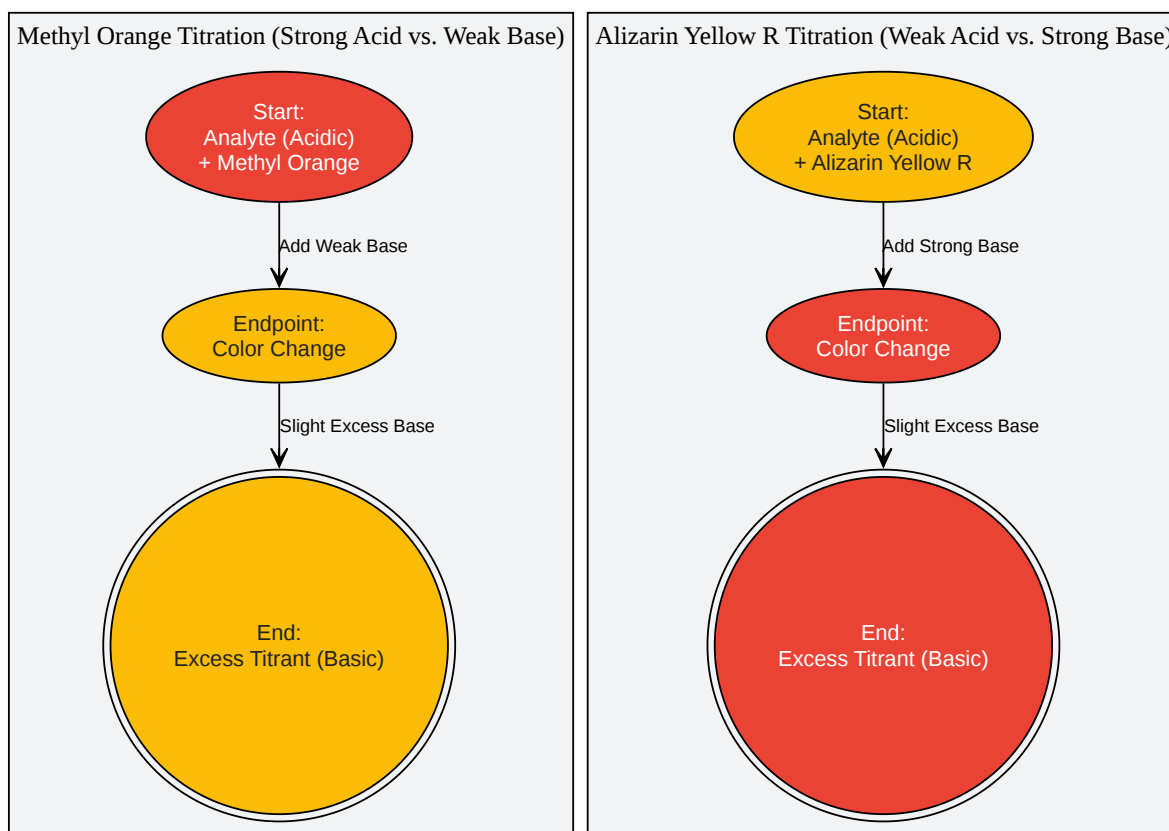 Methyl Orange Titration (Strong Acid vs. Weak Base)
Start:
Analyte (Acidic)
+ Methyl Orange
Add Weak Base
Endpoint:
Color Change
Slight Excess Base
End:
Excess Titrant (Basic)
Alizarin Yellow R Titration (Weak Acid vs. Strong Base)
Start:
Analyte (Acidic)
+ Alizarin Yellow R
Add Strong Base
Endpoint:
Color Change
Slight Excess Base
End:
Excess Titrant (Basic)